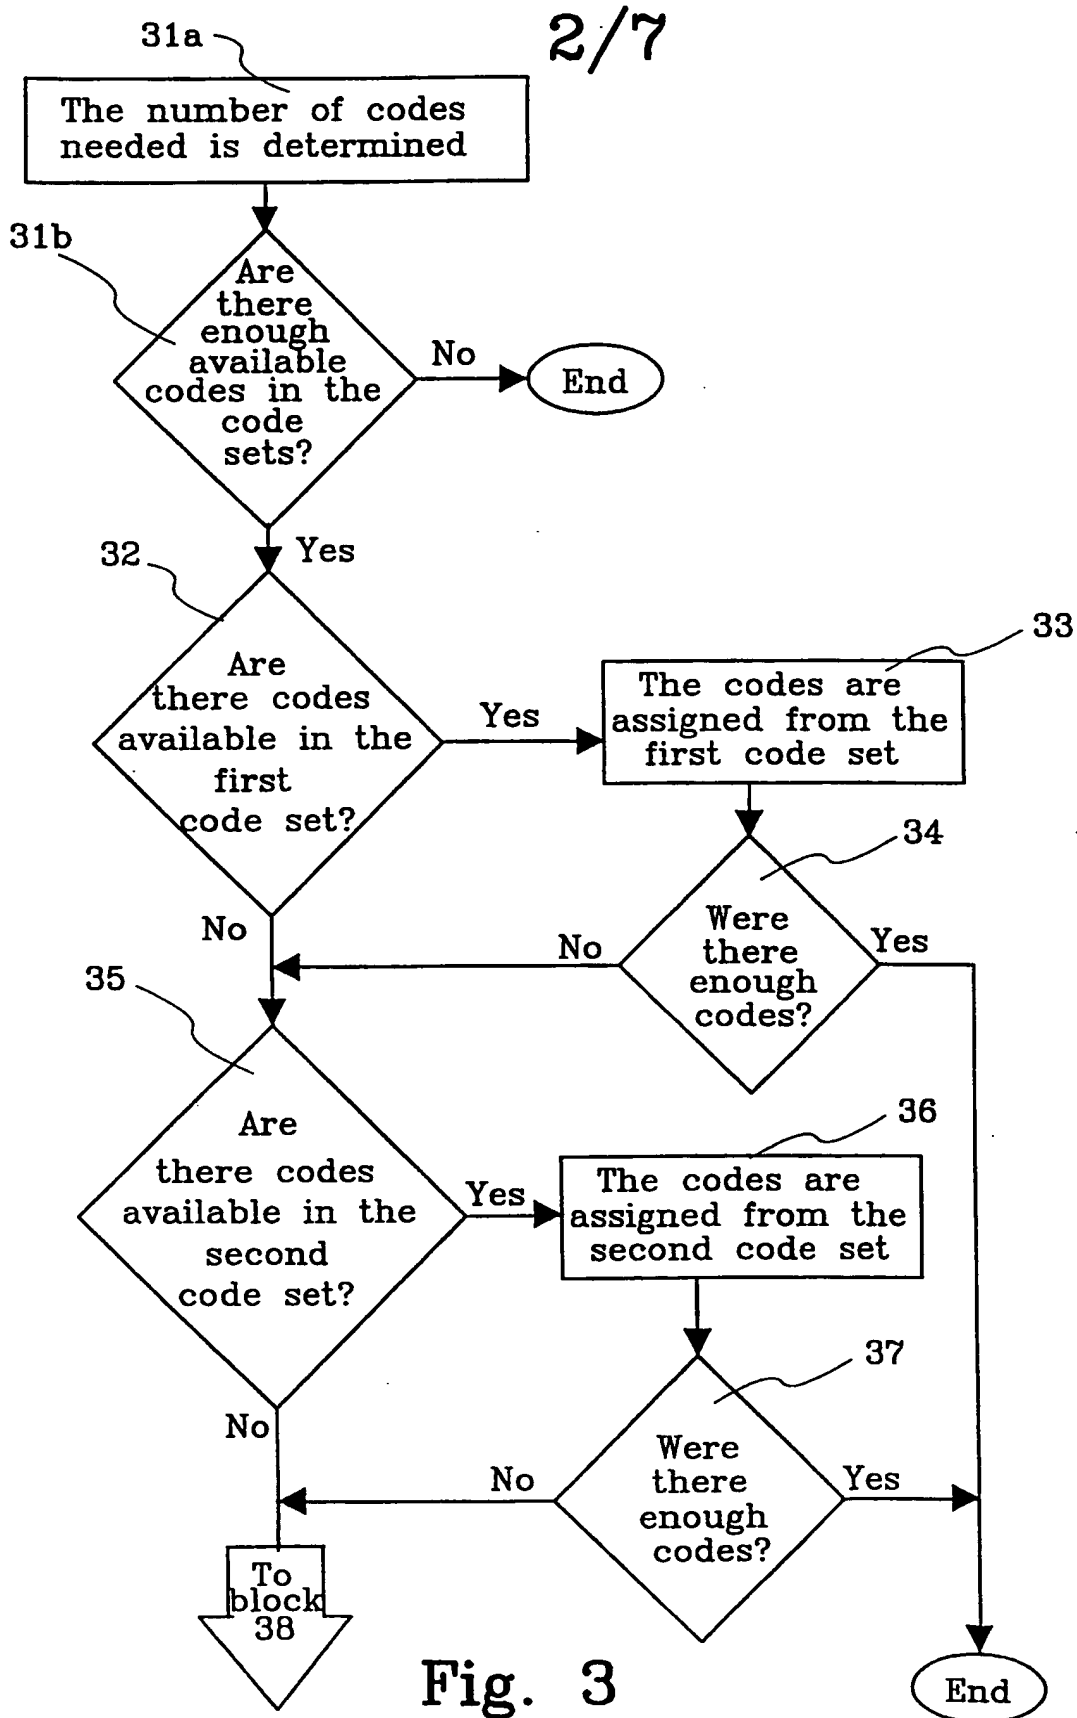 2/7
31a
The number of codes
needed is determined
31b
Are
there
enough
available
codes in the
code
sets?
No
End
Yes
32
Are
there codes
available in the
first
code set?
Yes
33
The codes are
assigned from the
first code set
34
Were
there
enough
codes?
No
No
Yes
35
Are
there codes
available in the
second
code set?
Yes
36
The codes are
assigned from the
second code set
37
Were
there
enough
codes?
No
No
Yes
To
block
38
End
Fig. 3